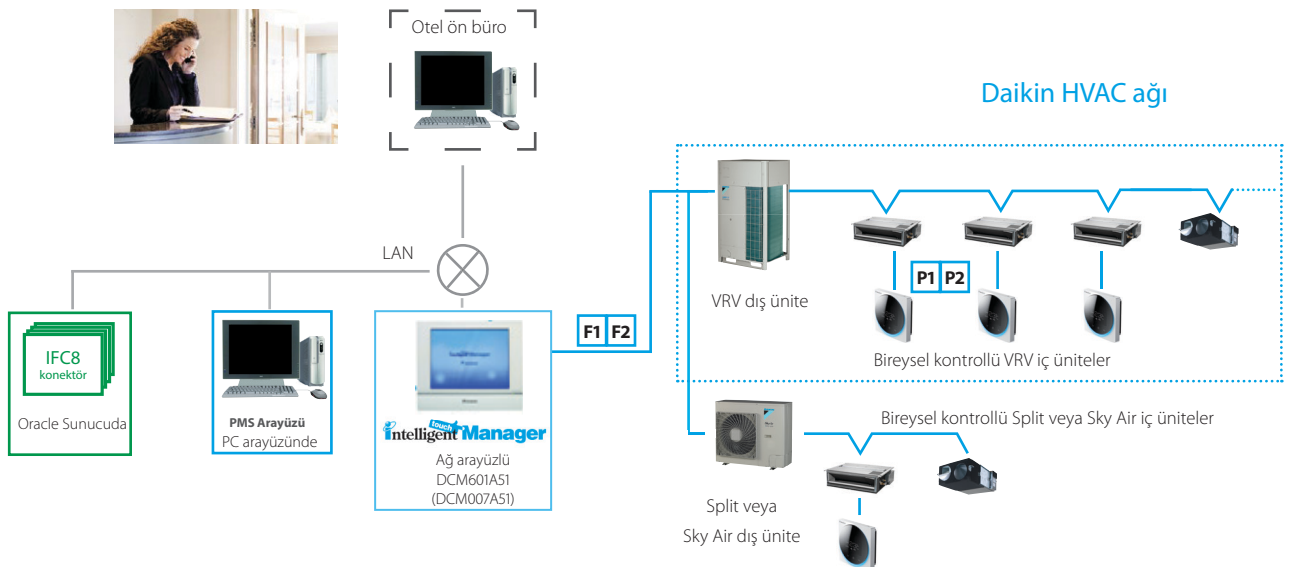 Otel ön büro
Daikin HVAC ağı
LAN
F1 F2
VRV dış ünite
P1 P2
Bireysel kontrollü VRV iç üniteler
IFC8
konektör
Oracle Sunucuda
PMS Arayüzü
PC arayüzünde
intelligent touch Manager
Ağ arayüzlü
DCM601A51
(DCM007A51)
Bireysel kontrollü Split veya Sky Air iç üniteler
Split veya
Sky Air dış ünite